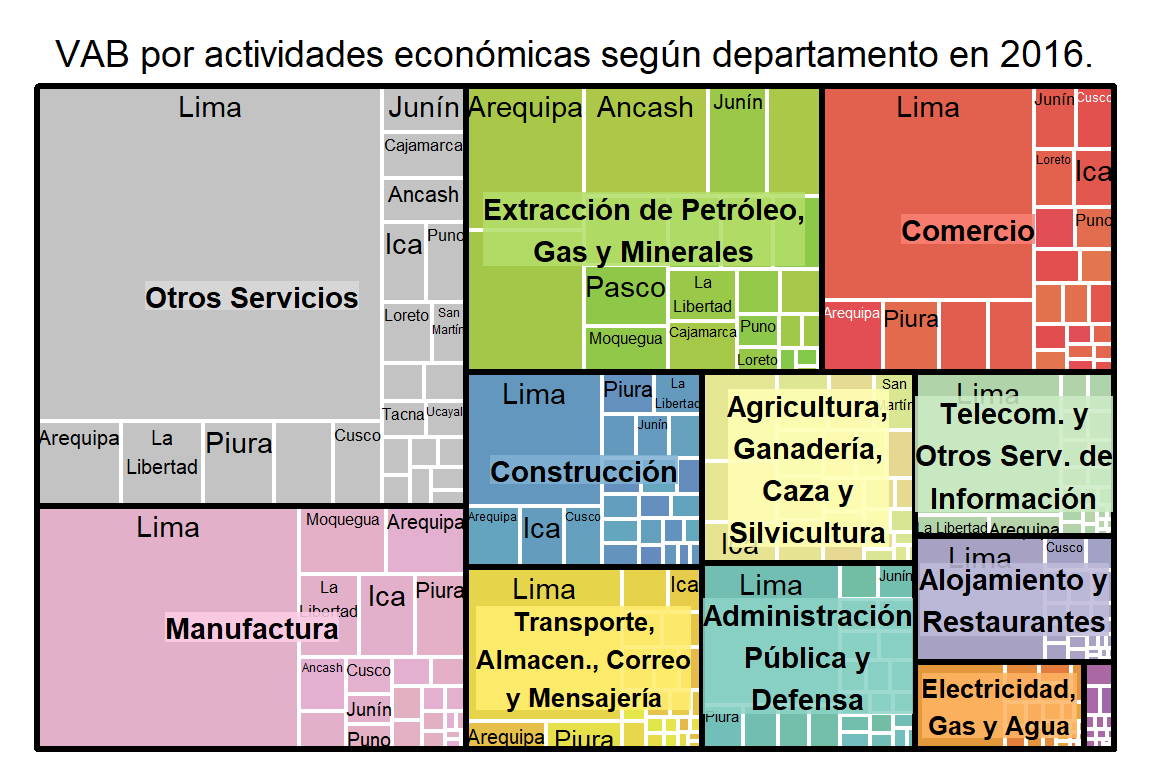 VAB por actividades económicas según departamento en 2016.
Lima
Junín
Cajamarca
Ancash
Ica
Puno
Otros Servicios
Loreto
San
Martín
Tacna
Ucayali
Arequipa
La
Libertad
Piura
Cusco
Arequipa
Ancash
Junín
Extracción de Petróleo,
Gas y Minerales
Pasco
La
Libertad
Moquegua
Cajamarca
Puno
Loreto
Lima
Junín
Cusco
Loreto
Ica
Comercio
Puno
Arequipa
Piura
Lima
Moquegua
Arequipa
La
Libertad
Ica
Piura
Manufactura
Ancash
Cusco
Junín
Puno
Lima
Piura
La
Libertad
Junín
Construcción
Arequipa
Ica
Cusco
San
Martín
Agricultura,
Ganadería,
Caza y
Silvicultura
Ica
Lima
Telecom. y
Otros Serv. de
Información
La Libertad
Arequipa
Lima
Ica
Transporte,
Almacen., Correo
y Mensajería
Arequipa
Piura
Lima
Junín
Administración
Pública y
Defensa
Piura
Lima
Cusco
Alojamiento y
Restaurantes
Electricidad,
Gas y Agua